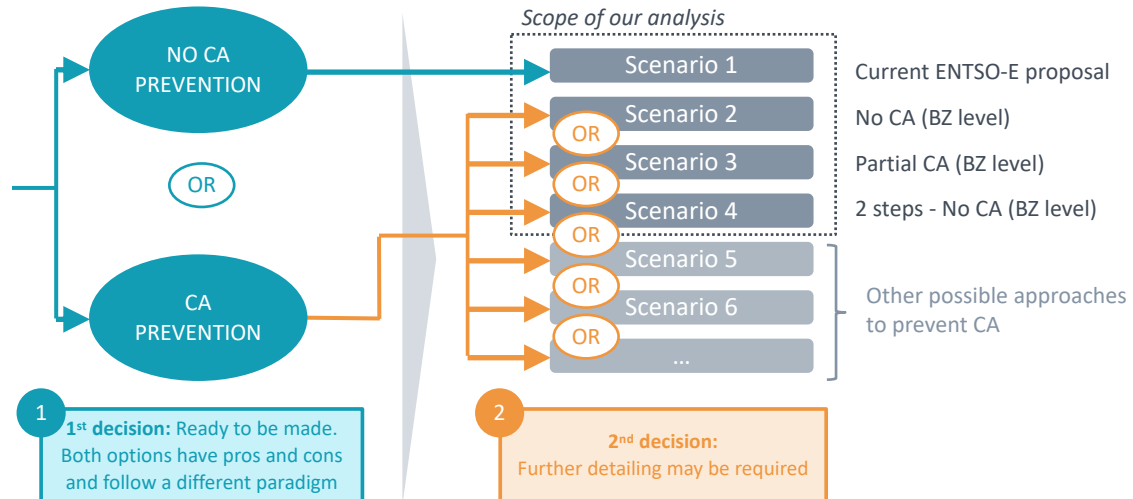 Scope of our analysis
NO CA
PREVENTION
OR
CA
PREVENTION
Scenario 1
Scenario 2
OR
Scenario 3
OR
Scenario 4
OR
Scenario 5
OR
Scenario 6
OR
...
Current ENTSO-E proposal
No CA (BZ level)
Partial CA (BZ level)
2 steps - No CA (BZ level)
Other possible approaches
to prevent CA
1
1st decision: Ready to be made.
Both options have pros and cons
and follow a different paradigm
2
2nd decision:
Further detailing may be required